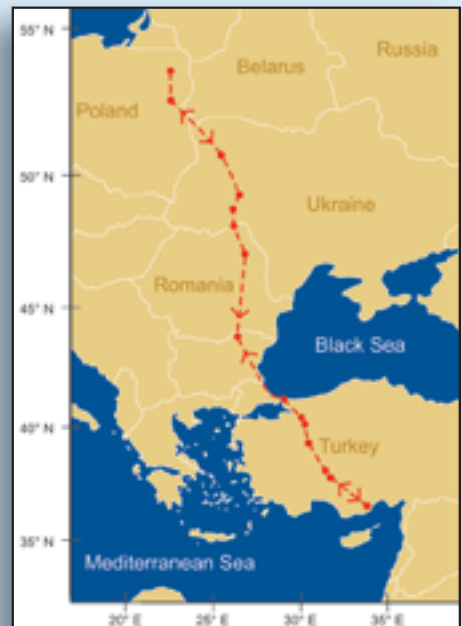 55° N
Russia
Belarus
Poland
50° N
Ukraine
Romania
45° N
Black Sea
40° N
Turkey
35° N
Mediterranean Sea
20° E 25° E 30° E 35° E